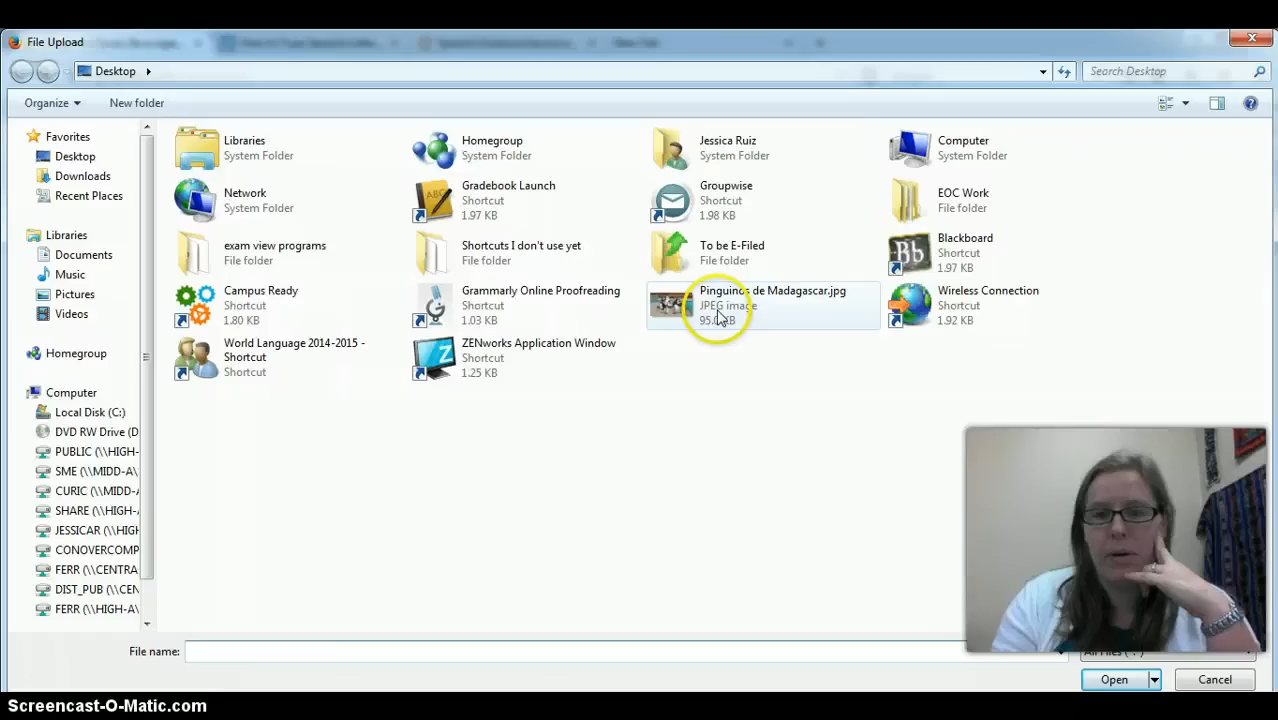 File Upload
Desktop
Search Desktop
Organize
New folder
Favorites
Desktop
Downloads
Recent Places
Libraries
Documents
Music
Pictures
Videos
Homegroup
Computer
Local Disk (C:)
DVD RW Drive (D
PUBLIC (\\HIGH-
SME (\\MIDD-A\
CURIC (\\MIDD-
SHARE (\\HIGH-
JESSICAR (\\HIG
CONOVERCOMP
FERR (\\CENTRA
DIST_PUB (\\CEN
FERR (\\HIGH-A\
Libraries
System Folder
Homegroup
System Folder
Jessica Ruiz
System Folder
Computer
System Folder
Network
System Folder
Gradebook Launch
Shortcut
1.97 KB
Groupwise
Shortcut
1.98 KB
EOC Work
File folder
exam view programs
File folder
Shortcuts I don't use yet
File folder
To be E-Filed
File folder
Blackboard
Shortcut
1.97 KB
Campus Ready
Shortcut
1.80 KB
Grammarly Online Proofreading
Shortcut
1.03 KB
Pinguinos de Madagascar.jpg
JPEG image
KB
Wireless Connection
Shortcut
1.92 KB
World Language 2014-2015 -
Shortcut
Shortcut
ZENworks Application Window
Shortcut
1.25 KB
File name:
Open
Cancel
Screencast-O-Matic.com